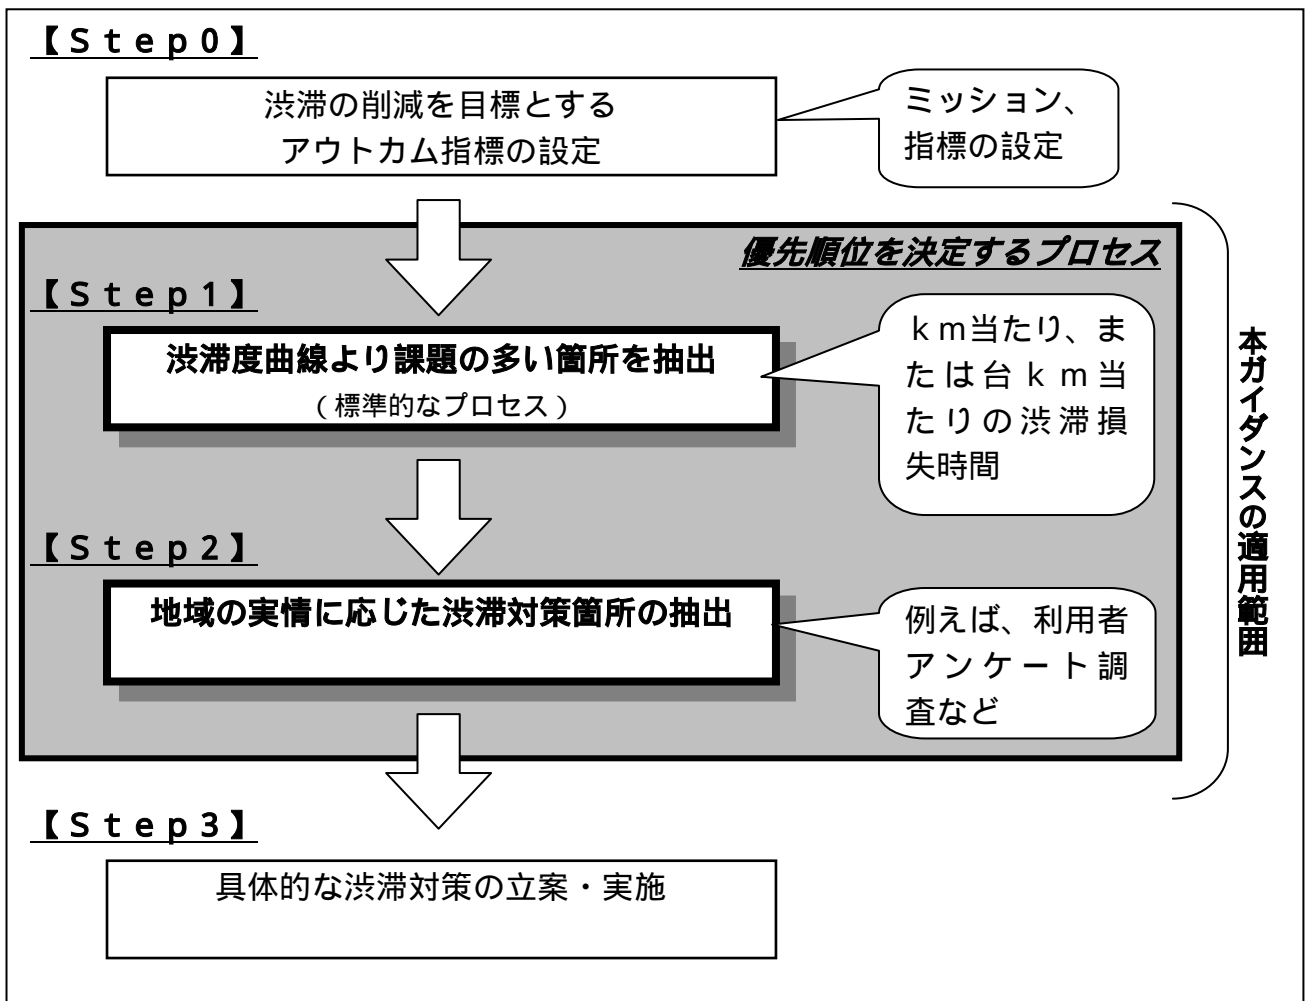 【Ｓｔｅｐ０】
渋滞の削減を目標とする
アウトカム指標の設定
ミッション、
指標の設定
優先順位を決定するプロセス
【Ｓｔｅｐ１】
渋滞度曲線より課題の多い箇所を抽出
（標準的なプロセス）
ｋｍ当たり、ま
たは台ｋｍ当
たりの渋滞損
失時間
【Ｓｔｅｐ２】
地域の実情に応じた渋滞対策箇所の抽出
例えば、利用者
アンケート調
査など
本ガイダンスの適用範囲
【Ｓｔｅｐ３】
具体的な渋滞対策の立案・実施